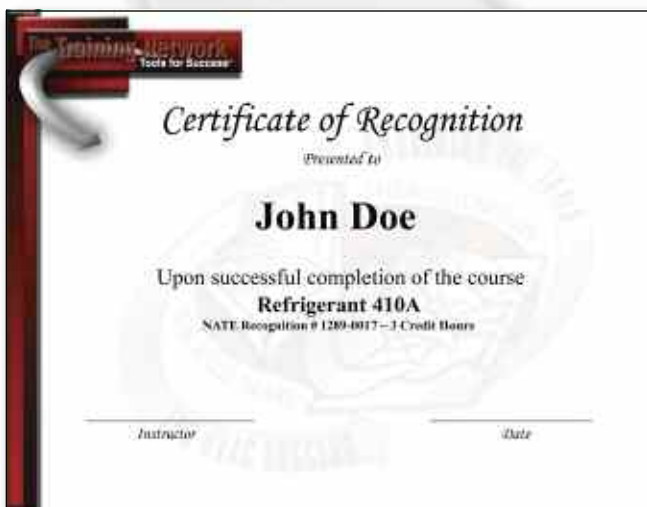 The Training Network
Tools for Success
Certificate of Recognition
Presented to
John Doe
Upon successful completion of the course
Refrigerant 410A
NATE Recognition # 1289-0017 – 3 Credit Hours
Instructor
Date